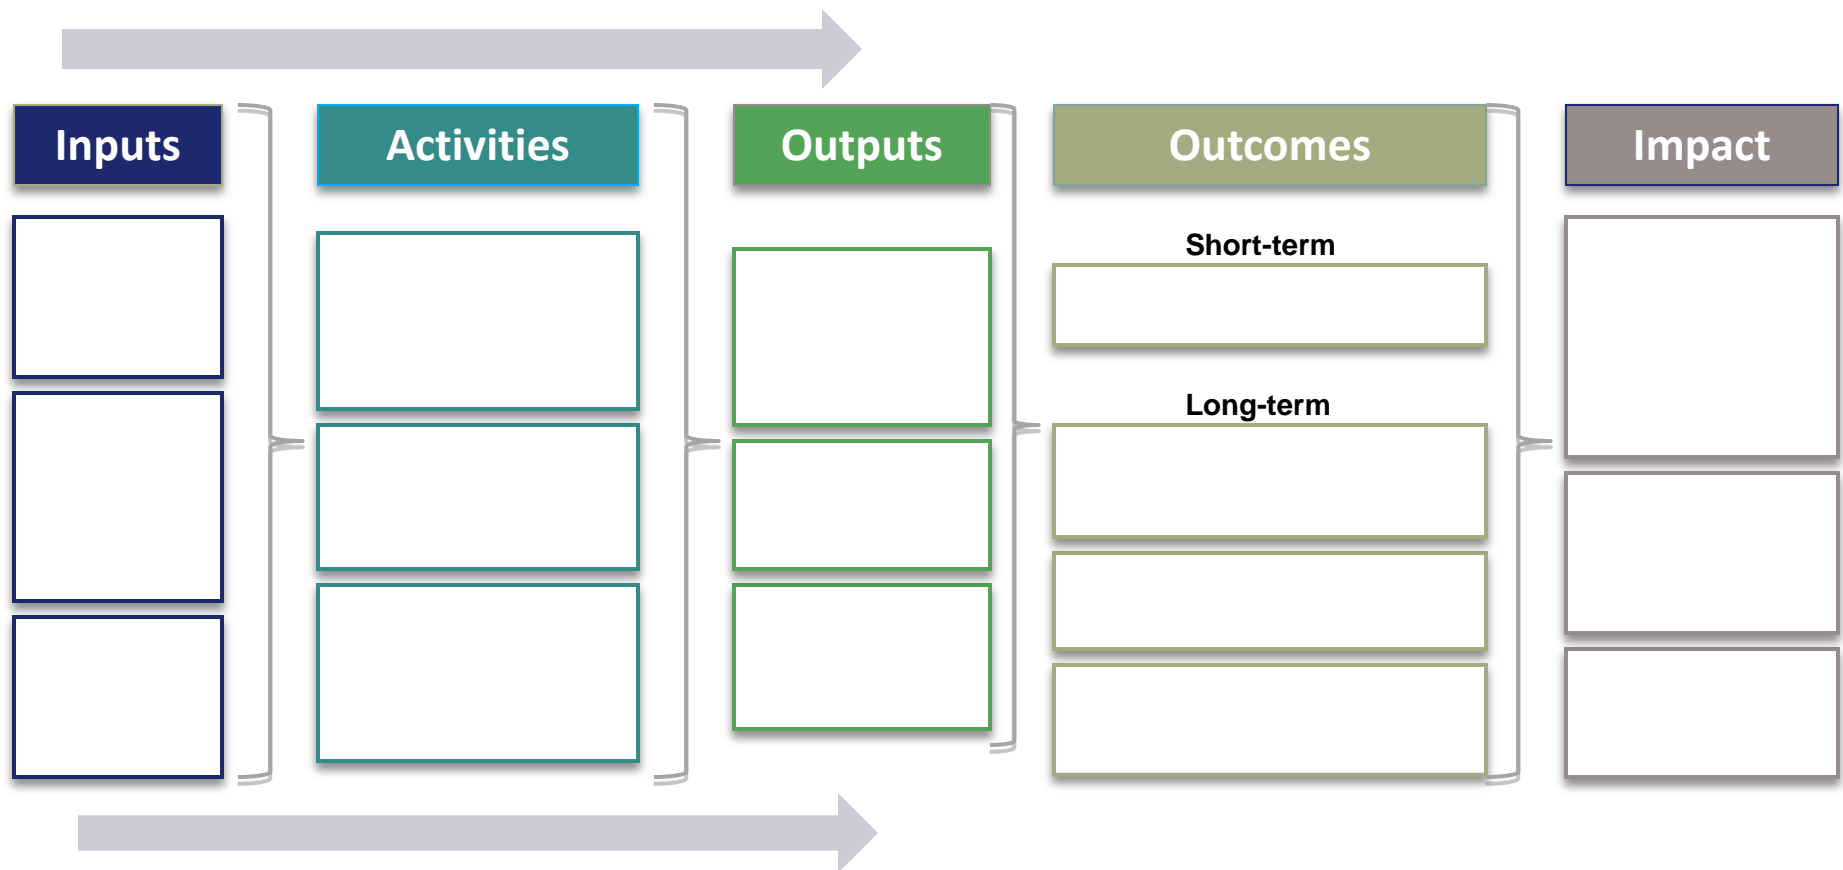 Inputs
Activities
Outputs
Outcomes
Impact
Short-term
Long-term